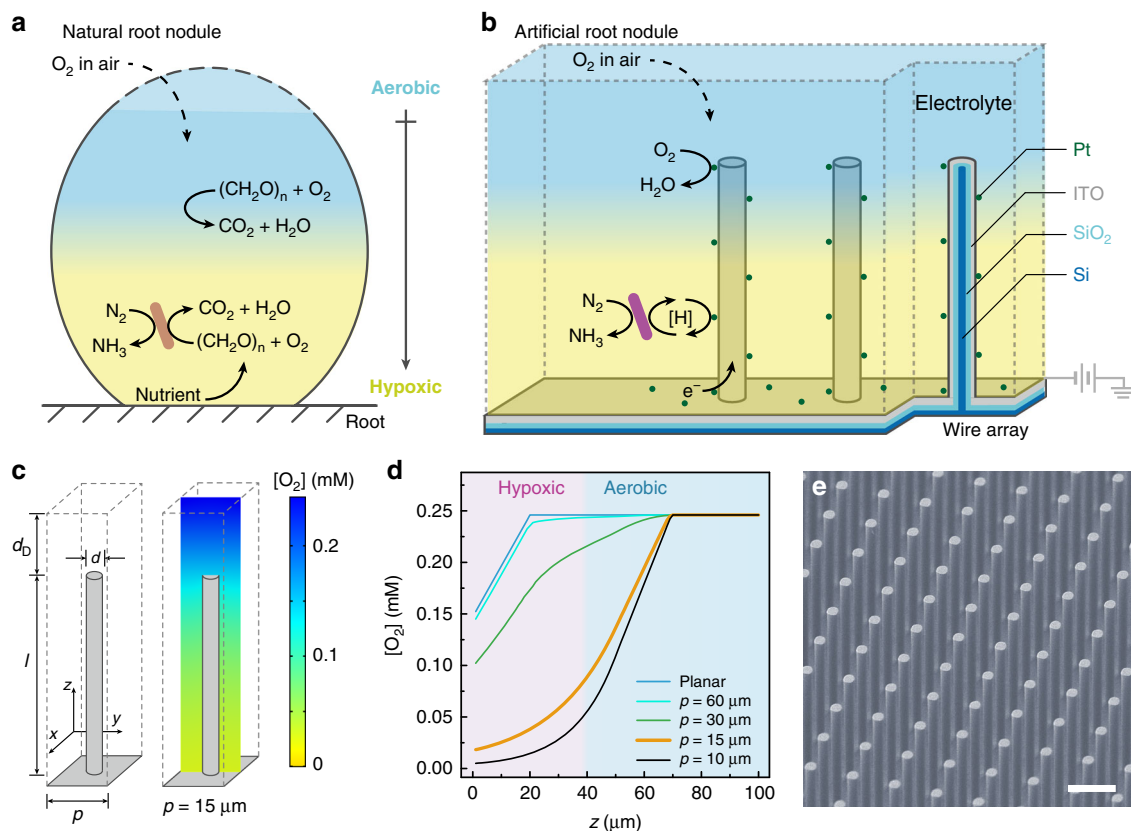 a
Natural root nodule
O2 in air
Aerobic
(CH2O)n + O2
CO2 + H2O
N2
CO2 + H2O
NH3
(CH2O)n + O2
Nutrient
Hypoxic
Root
b
Artificial root nodule
O2 in air
Electrolyte
O2
H2O
Pt
ITO
SiO2
Si
N2
[H]
NH3
e−
Wire array
c
[O2] (mM)
dD
d
l
z
y
x
p
p = 15 μm
0.2
0.1
0
d
Hypoxic
Aerobic
[O2] (mM)
0.25
0.20
0.15
0.10
0.05
0.00
Planar
p = 60 μm
p = 30 μm
p = 15 μm
p = 10 μm
0
20
40
60
80
100
z (μm)
e